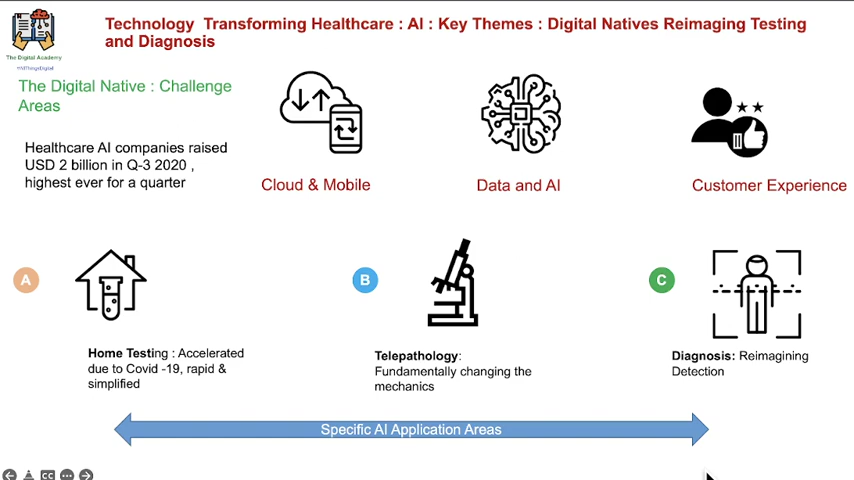 Technology Transforming Healthcare : AI : Key Themes : Digital Natives Reimaging Testing
and Diagnosis
The Digital Academy
#AllThingsDigital
The Digital Native : Challenge
Areas
Healthcare AI companies raised
USD 2 billion in Q-3 2020 ,
highest ever for a quarter
Cloud & Mobile
Data and AI
Customer Experience
A
B
C
Home Testing : Accelerated
due to Covid -19, rapid &
simplified
Telepathology:
Fundamentally changing the
mechanics
Diagnosis: Reimagining
Detection
Specific AI Application Areas
CC